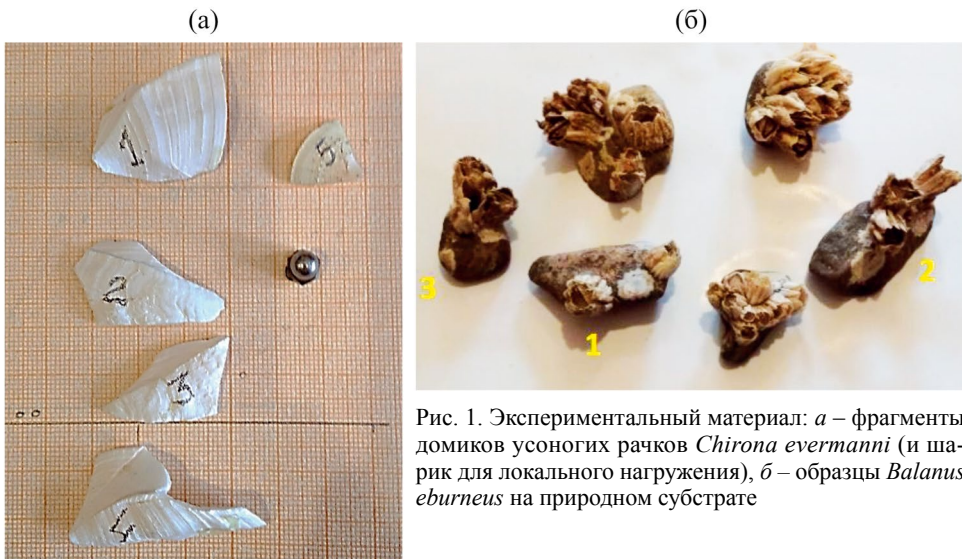 (а)
(б)
1
5
2
3
5
3
1
2
Рис. 1. Экспериментальный материал: а – фрагменты
домиков усоногих рачков Chirona evermanni (и ша-
рик для локального нагружения), б – образцы Balanus
eburneus на природном субстрате